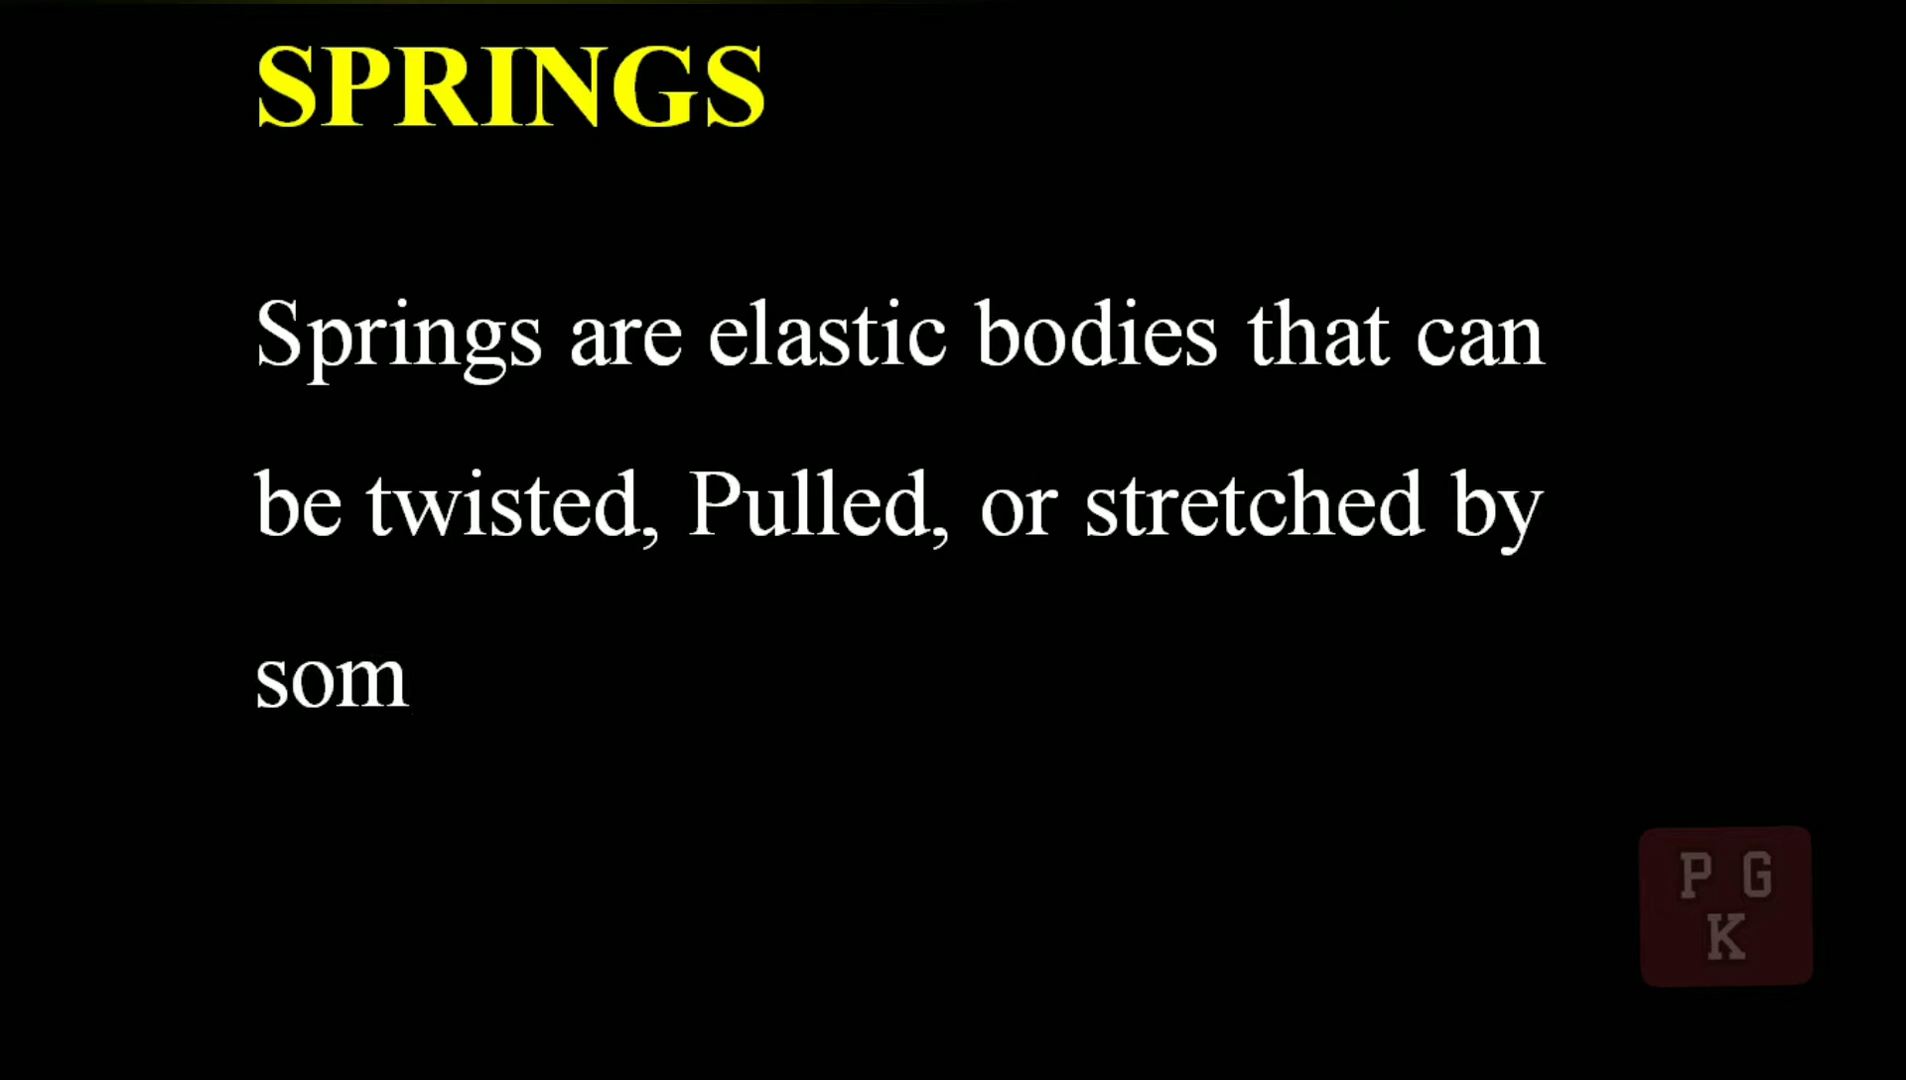 SPRINGS
Springs are elastic bodies that can
be twisted, Pulled, or stretched by
som
P G
K